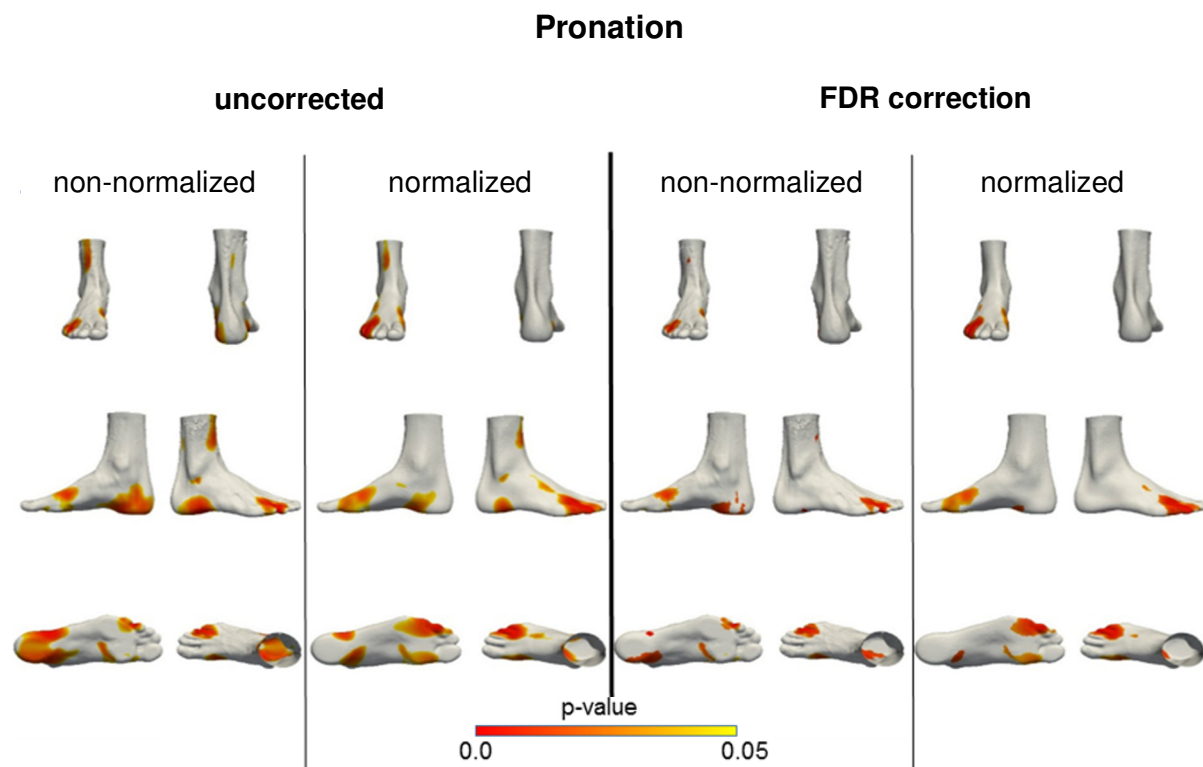 Pronation
uncorrected
FDR correction
non-normalized
normalized
non-normalized
normalized
p-value
0.0
0.05